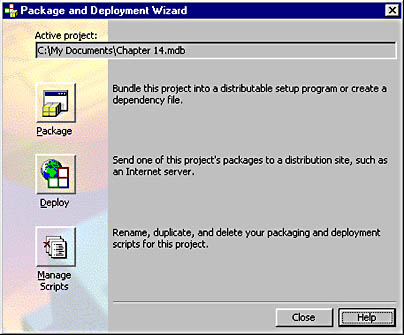 Package and Deployment Wizard
Active project:
C:\My Documents\Chapter 14.mdb
Bundle this project into a distributable setup program or create a
dependency file.
Package
Send one of this project's packages to a distribution site, such as
an Internet server.
Deploy
Rename, duplicate, and delete your packaging and deployment
scripts for this project.
Manage
Scripts
Close
Help